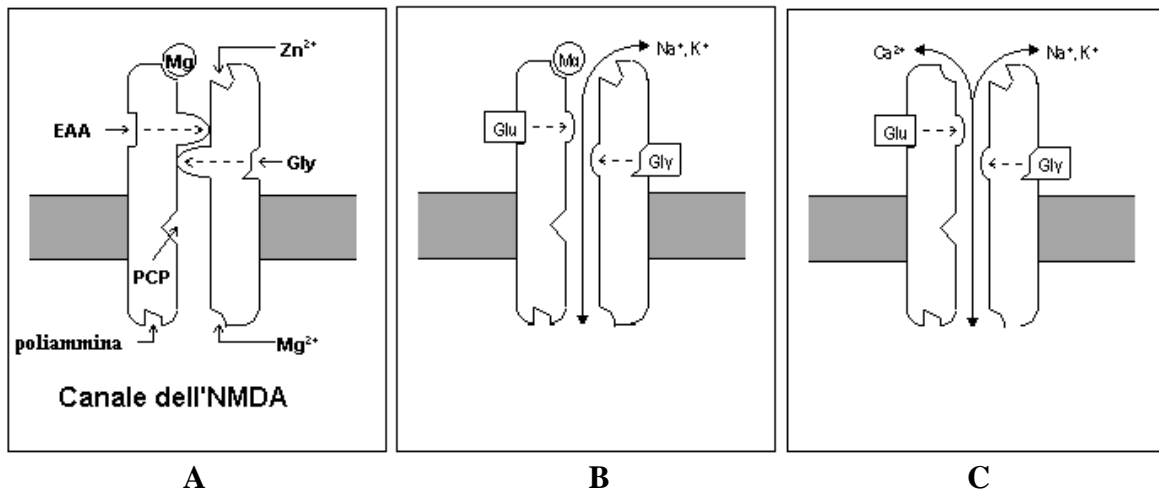 Mg
Zn²⁺
EAA
Gly
PCP
poliammina
Mg²⁺
Canale dell'NMDA
A
Mg
Na⁺, K⁺
Glu
Gly
B
Ca²⁺
Na⁺, K⁺
Glu
Gly
C